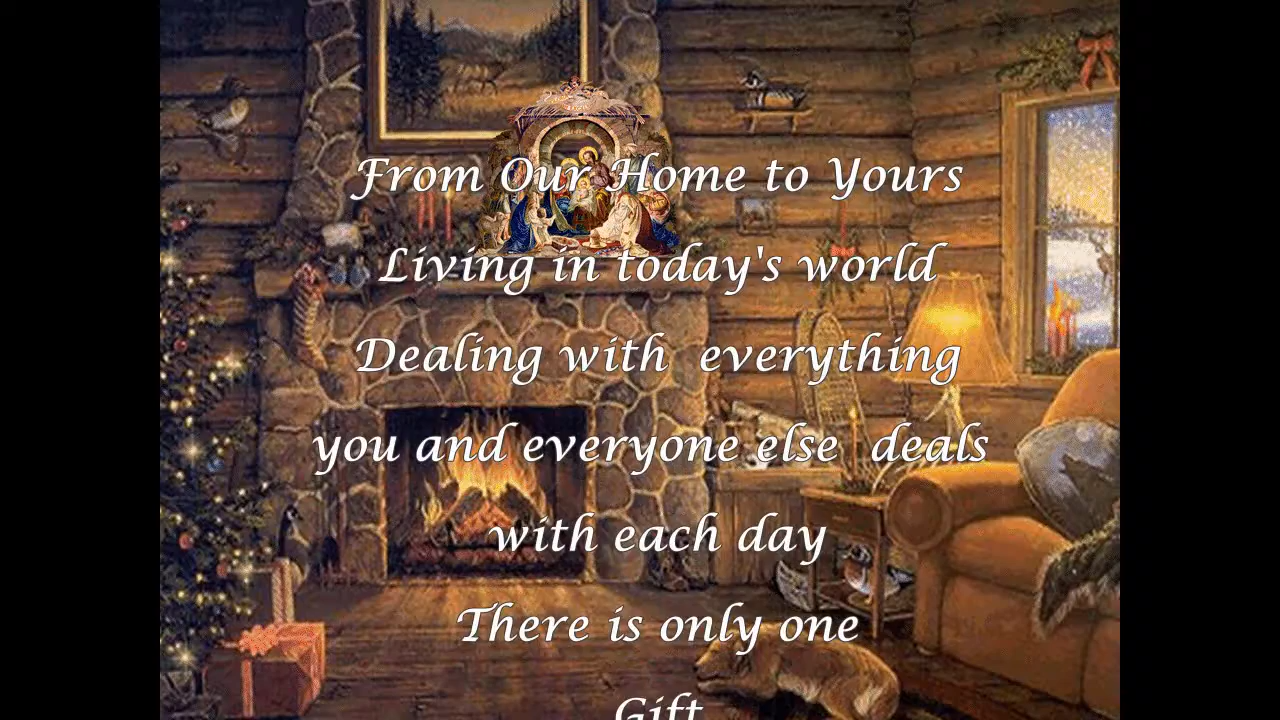 From Our Home to Yours
Living in today's world
Dealing with everything
you and everyone else deals
with each day
There is only one
Gift